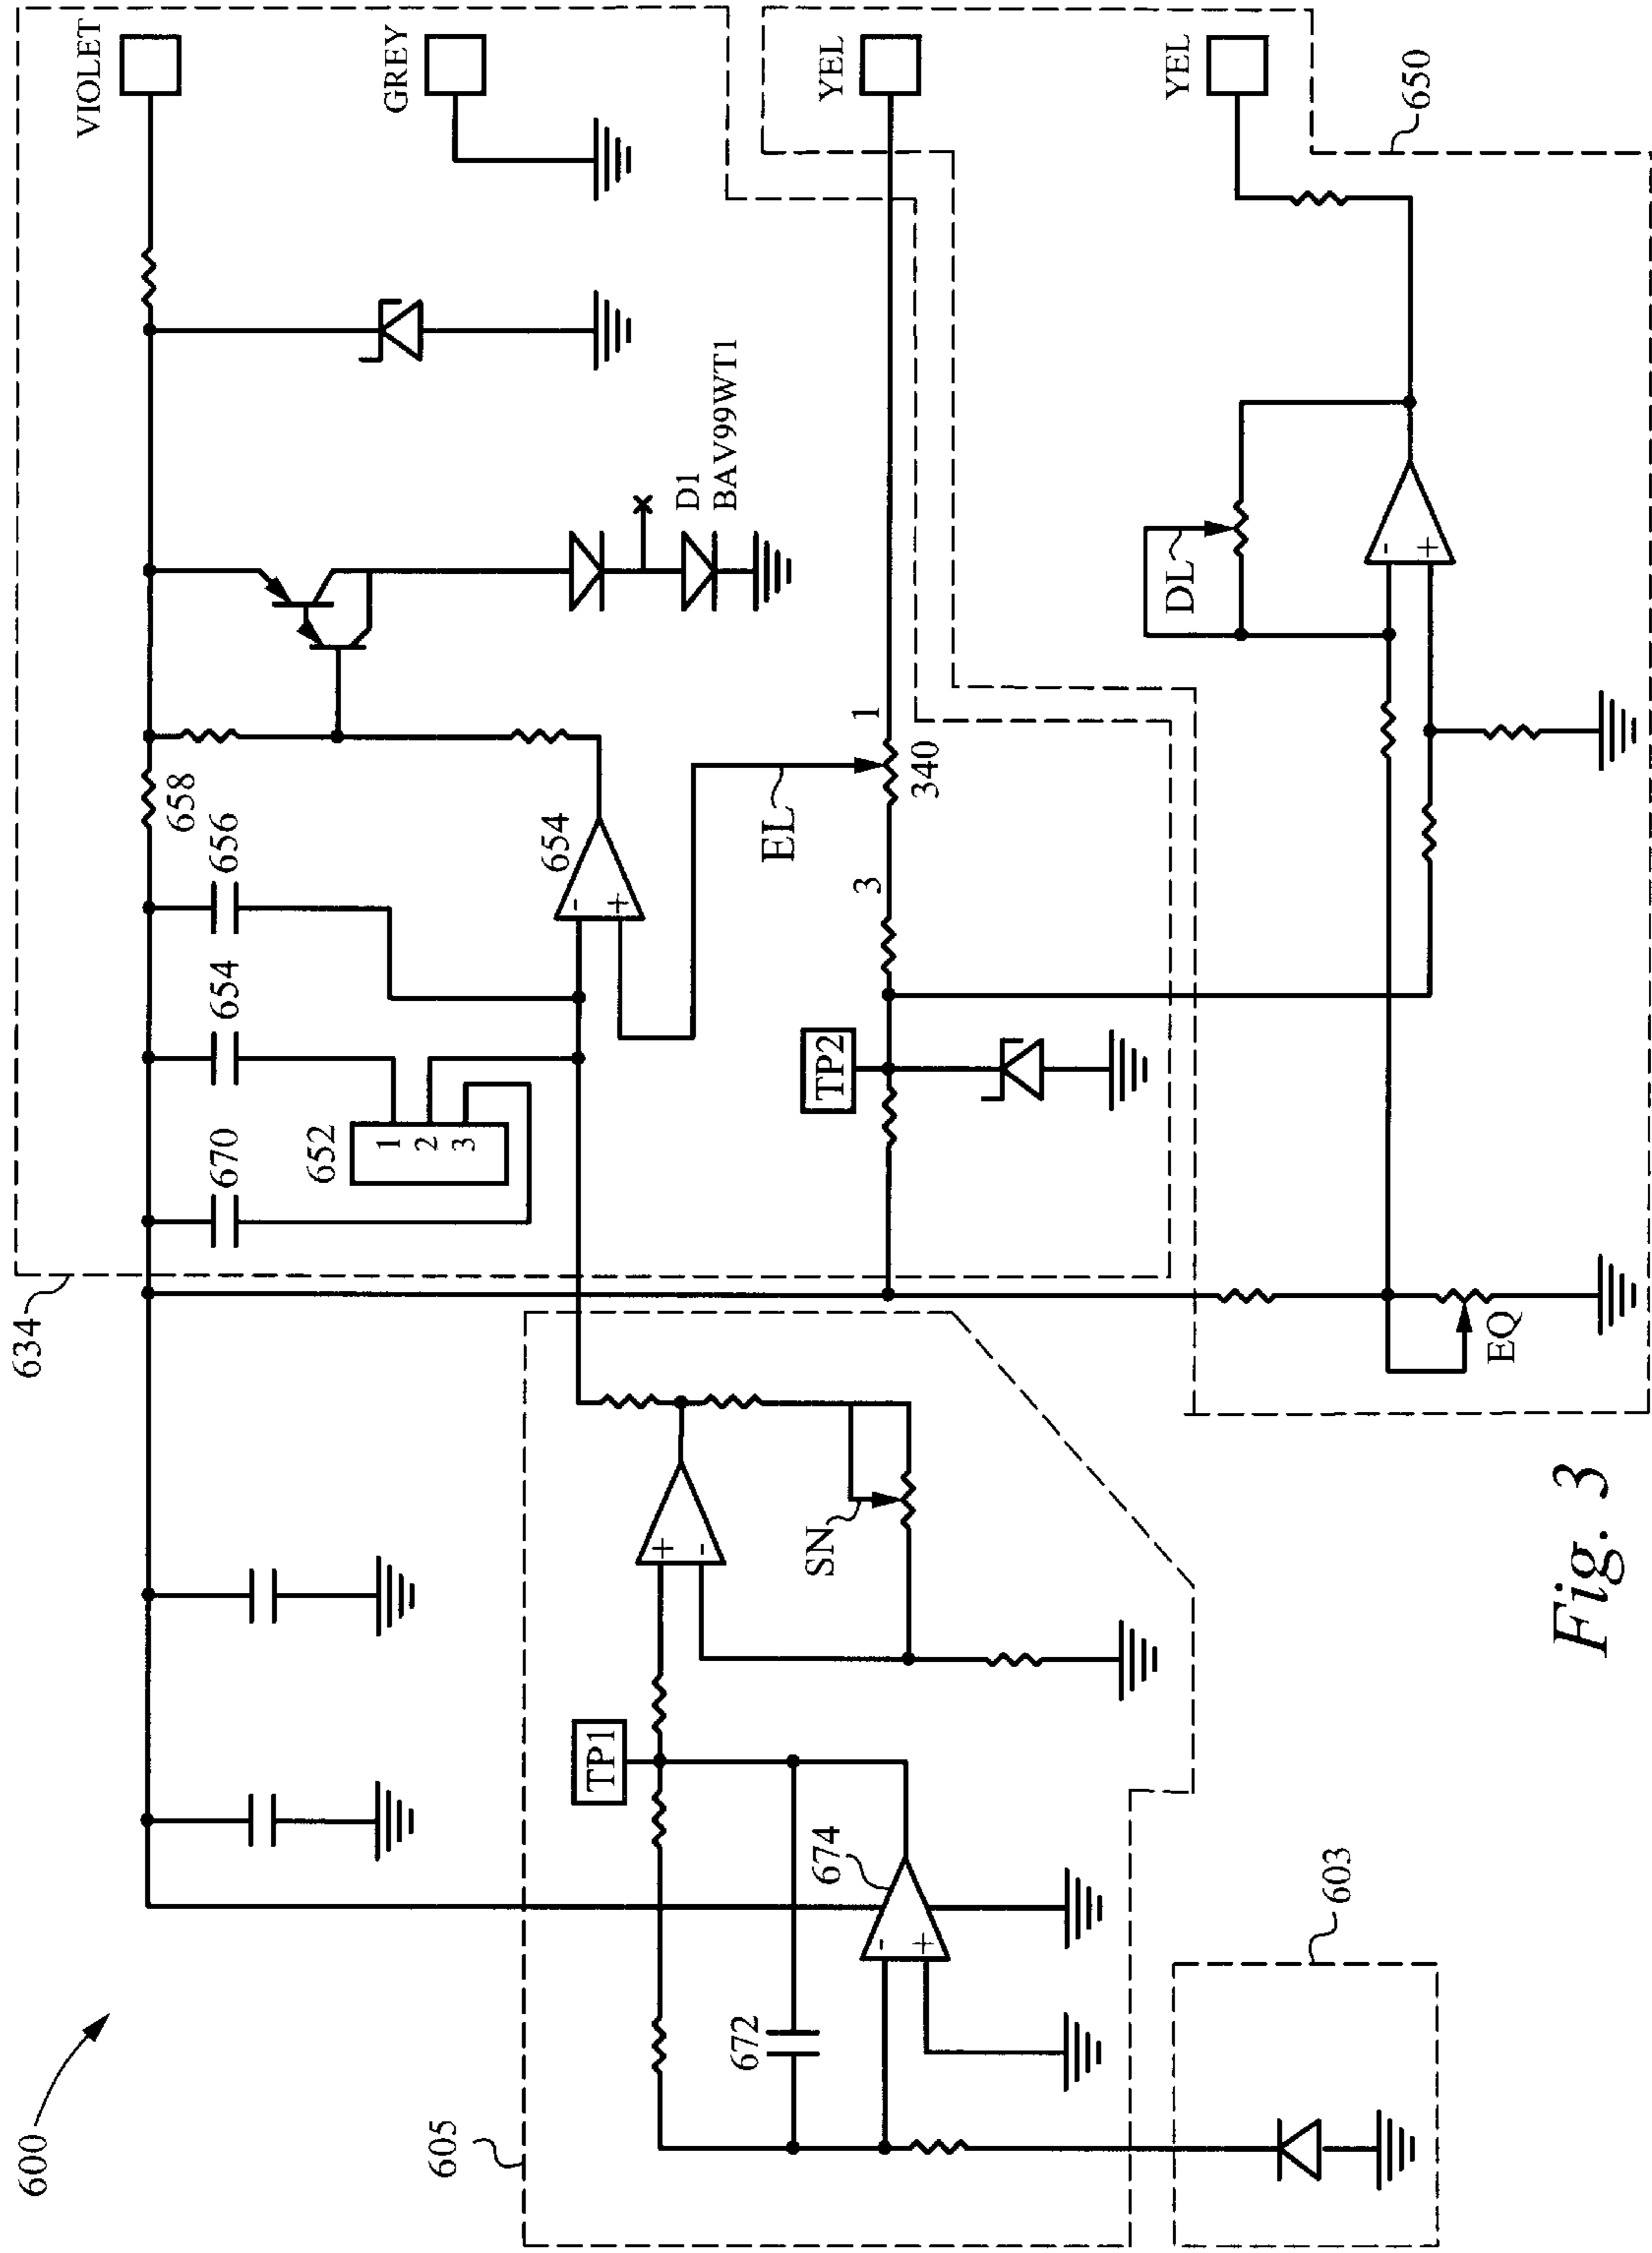 600
634
605
603
650
VIOLET
GREY
YEL
YEL
658
656
654
670
652
1
2
3
-
+
654
D1
BAV99WT1
EL
1
340
3
TP2
DL
-
+
EQ
+
-
SN
TP1
672
674
-
+
Fig. 3